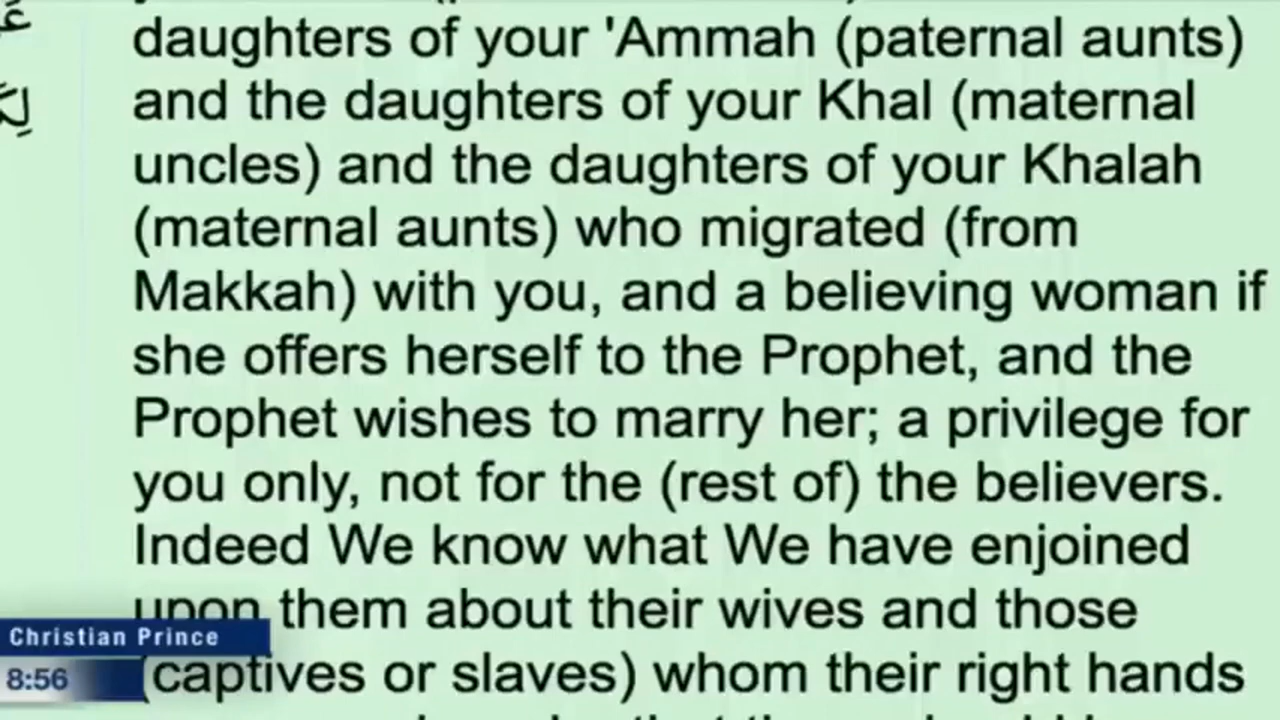 daughters of your 'Ammah (paternal aunts)
and the daughters of your Khal (maternal
uncles) and the daughters of your Khalah
(maternal aunts) who migrated (from
Makkah) with you, and a believing woman if
she offers herself to the Prophet, and the
Prophet wishes to marry her; a privilege for
you only, not for the (rest of) the believers.
Indeed We know what We have enjoined
upon them about their wives and those
(captives or slaves) whom their right hands
Christian Prince
8:56